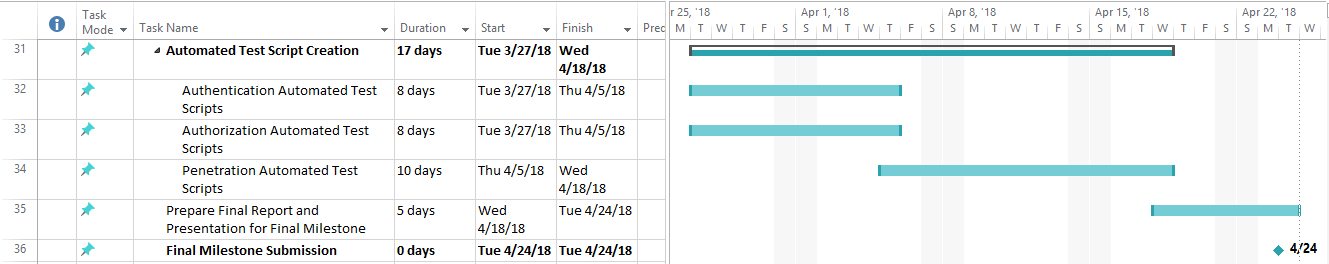 Task Mode Task Name Duration Start Finish Prec
r 25, '18 Apr 1, '18 Apr 8, '18 Apr 15, '18 Apr 22, '18
M T W T F S S M T W T F S S M T W T F S S M T W T F S S M T W
31 Automated Test Script Creation 17 days Tue 3/27/18 Wed 4/18/18
32 Authentication Automated Test Scripts 8 days Tue 3/27/18 Thu 4/5/18
33 Authorization Automated Test Scripts 8 days Tue 3/27/18 Thu 4/5/18
34 Penetration Automated Test Scripts 10 days Thu 4/5/18 Wed 4/18/18
35 Prepare Final Report and Presentation for Final Milestone 5 days Wed 4/18/18 Tue 4/24/18
36 Final Milestone Submission 0 days Tue 4/24/18 Tue 4/24/18 4/24